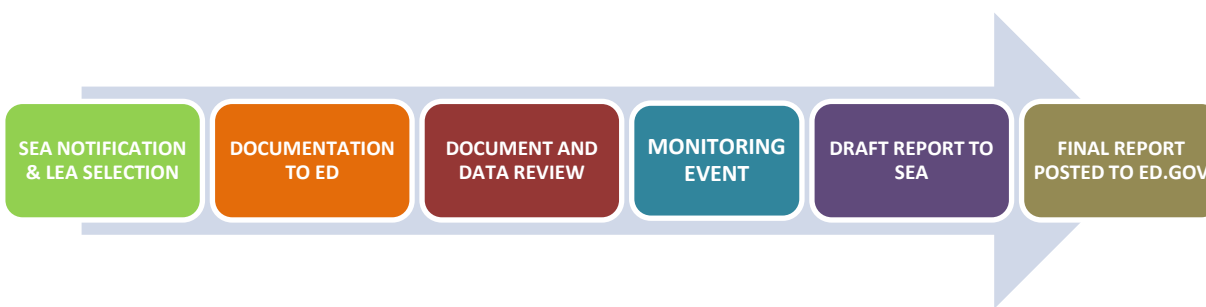 SEA NOTIFICATION
& LEA SELECTION
DOCUMENTATION
TO ED
DOCUMENT AND
DATA REVIEW
MONITORING
EVENT
DRAFT REPORT TO
SEA
FINAL REPORT
POSTED TO ED.GOV